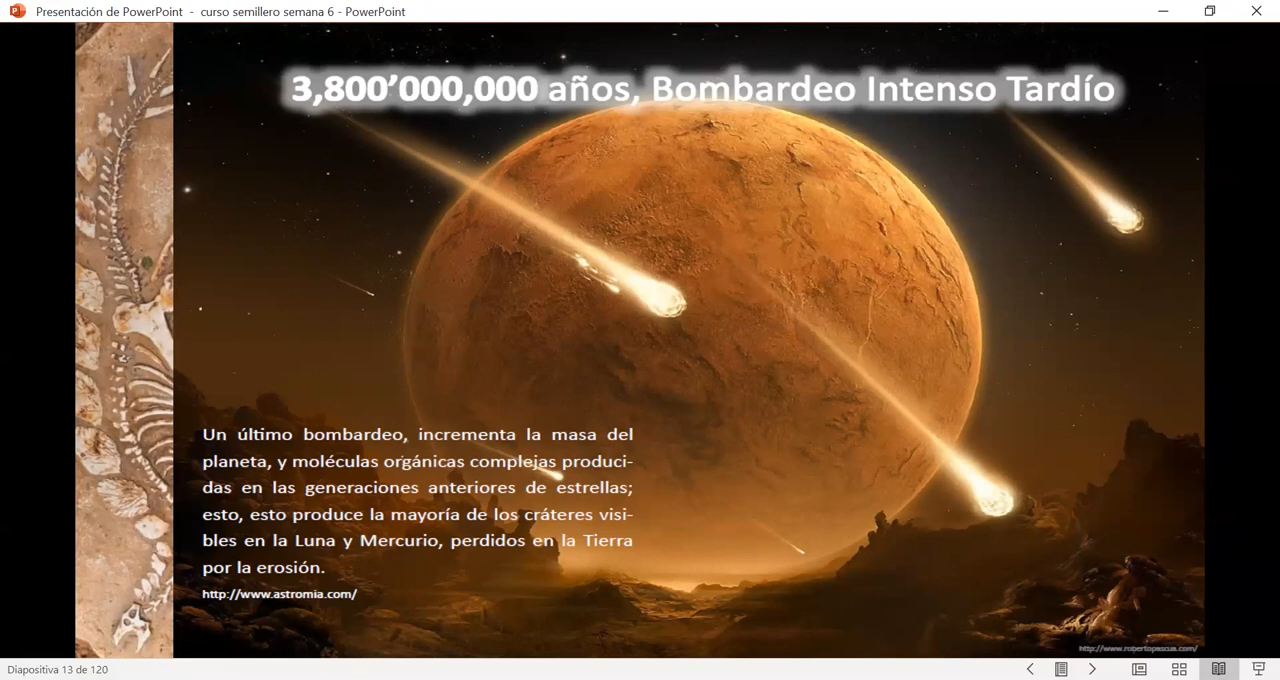 Presentación de PowerPoint - curso semillero semana 6 - PowerPoint
3,800’000,000 años, Bombardeo Intenso Tardío
Un último bombardeo, incrementa la masa del
planeta, y moléculas orgánicas complejas produci-
das en las generaciones anteriores de estrellas;
esto, esto produce la mayoría de los cráteres visi-
bles en la Luna y Mercurio, perdidos en la Tierra
por la erosión.
http://www.astromia.com/
http://www.robertopascua.com/
Diapositiva 13 de 120